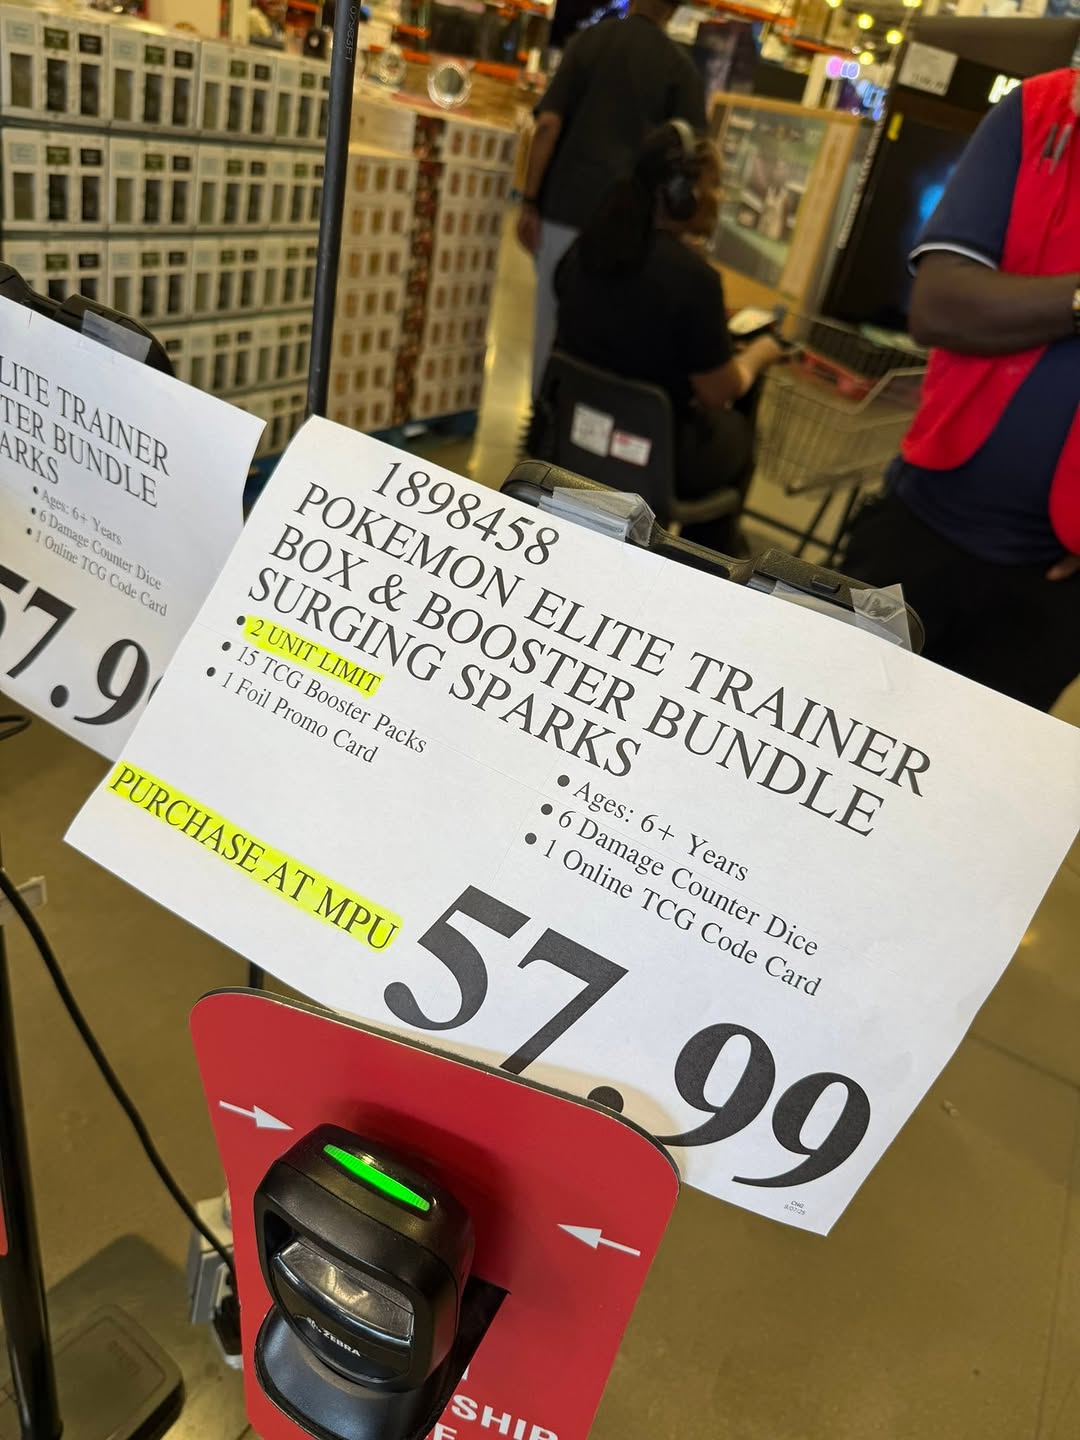 LITE TRAINER
TER BUNDLE
ARKS
• Ages: 6+ Years
• 6 Damage Counter Dice
• 1 Online TCG Code Card
57.9
1898458
POKEMON ELITE TRAINER
BOX & BOOSTER BUNDLE
SURGING SPARKS
• 2 UNIT LIMIT
• 15 TCG Booster Packs
• 1 Foil Promo Card
• Ages: 6+ Years
• 6 Damage Counter Dice
• 1 Online TCG Code Card
PURCHASE AT MPU
57.99
ZEBRA
SHIP
E